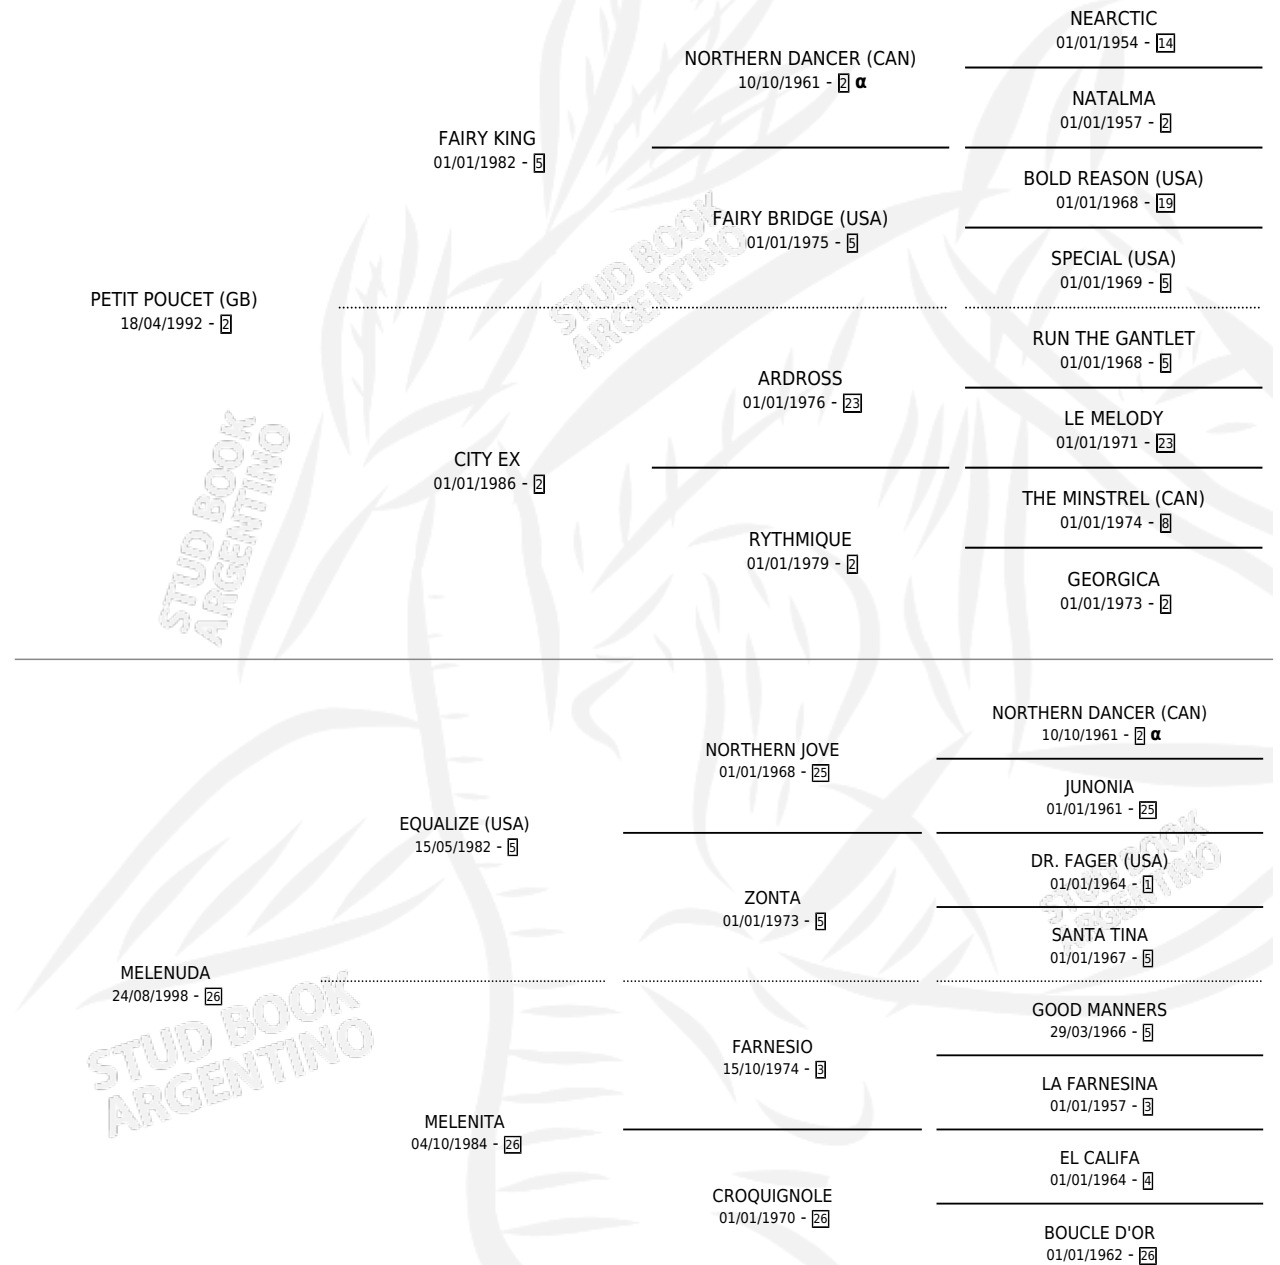 NEARCTIC
01/01/1954 - 14
NORTHERN DANCER (CAN)
10/10/1961 - 2 α
NATALMA
01/01/1957 - 2
FAIRY KING
01/01/1982 - 5
BOLD REASON (USA)
01/01/1968 - 19
FAIRY BRIDGE (USA)
01/01/1975 - 5
SPECIAL (USA)
01/01/1969 - 5
STUD BOOK
ARGENTINO
PETIT POUCET (GB)
18/04/1992 - 2
RUN THE GANTLET
01/01/1968 - 5
ARDROSS
01/01/1976 - 23
LE MELODY
01/01/1971 - 23
CITY EX
01/01/1986 - 2
THE MINSTREL (CAN)
01/01/1974 - 8
RYTHMIQUE
01/01/1979 - 2
GEORGICA
01/01/1973 - 2
STUD BOOK
ARGENTINO
NORTHERN DANCER (CAN)
10/10/1961 - 2 α
NORTHERN JOVE
01/01/1968 - 25
JUNONIA
01/01/1961 - 25
EQUALIZE (USA)
15/05/1982 - 5
DR. FAGER (USA)
01/01/1964 - 1
STUD BOOK
ARGENTINO
ZONTA
01/01/1973 - 5
SANTA TINA
01/01/1967 - 5
MELENUDA
24/08/1998 - 26
STUD BOOK
ARGENTINO
GOOD MANNERS
29/03/1966 - 5
FARNESIO
15/10/1974 - 3
LA FARNESINA
01/01/1957 - 3
MELENITA
04/10/1984 - 26
EL CALIFA
01/01/1964 - 4
CROQUIGNOLE
01/01/1970 - 26
BOUCLE D'OR
01/01/1962 - 26